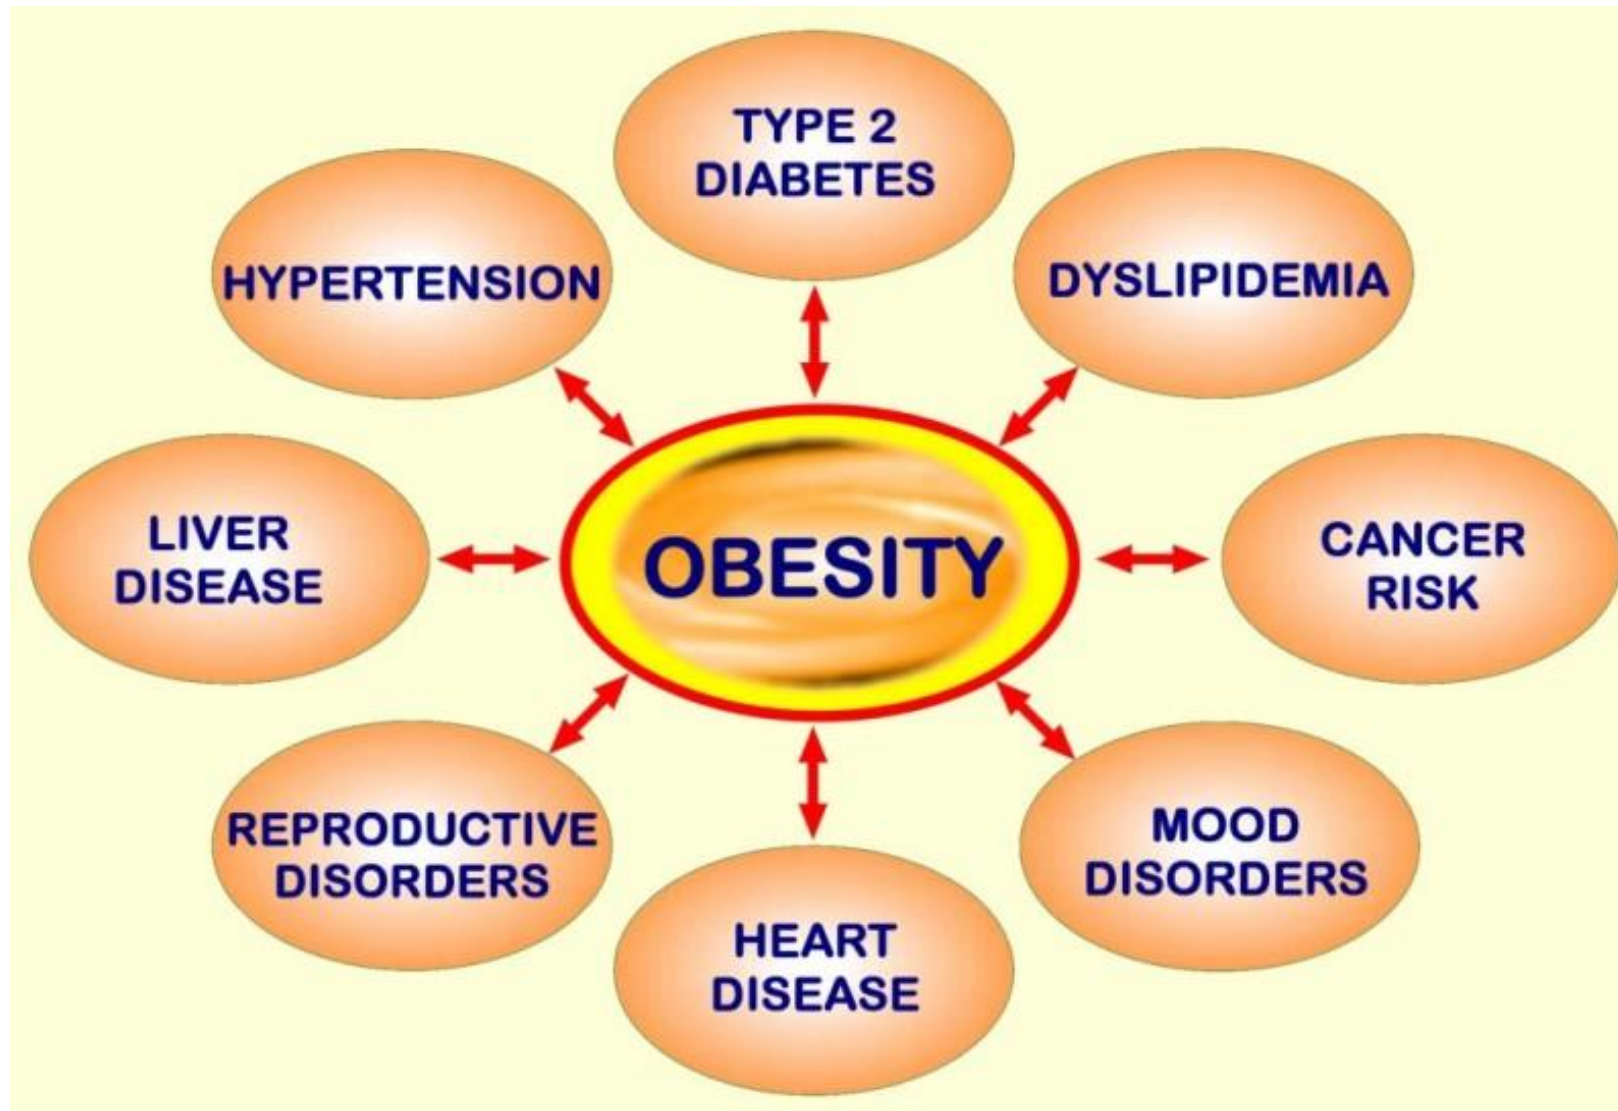 TYPE 2
DIABETES
HYPERTENSION
DYSLIPIDEMIA
LIVER
DISEASE
OBESITY
CANCER
RISK
REPRODUCTIVE
DISORDERS
MOOD
DISORDERS
HEART
DISEASE